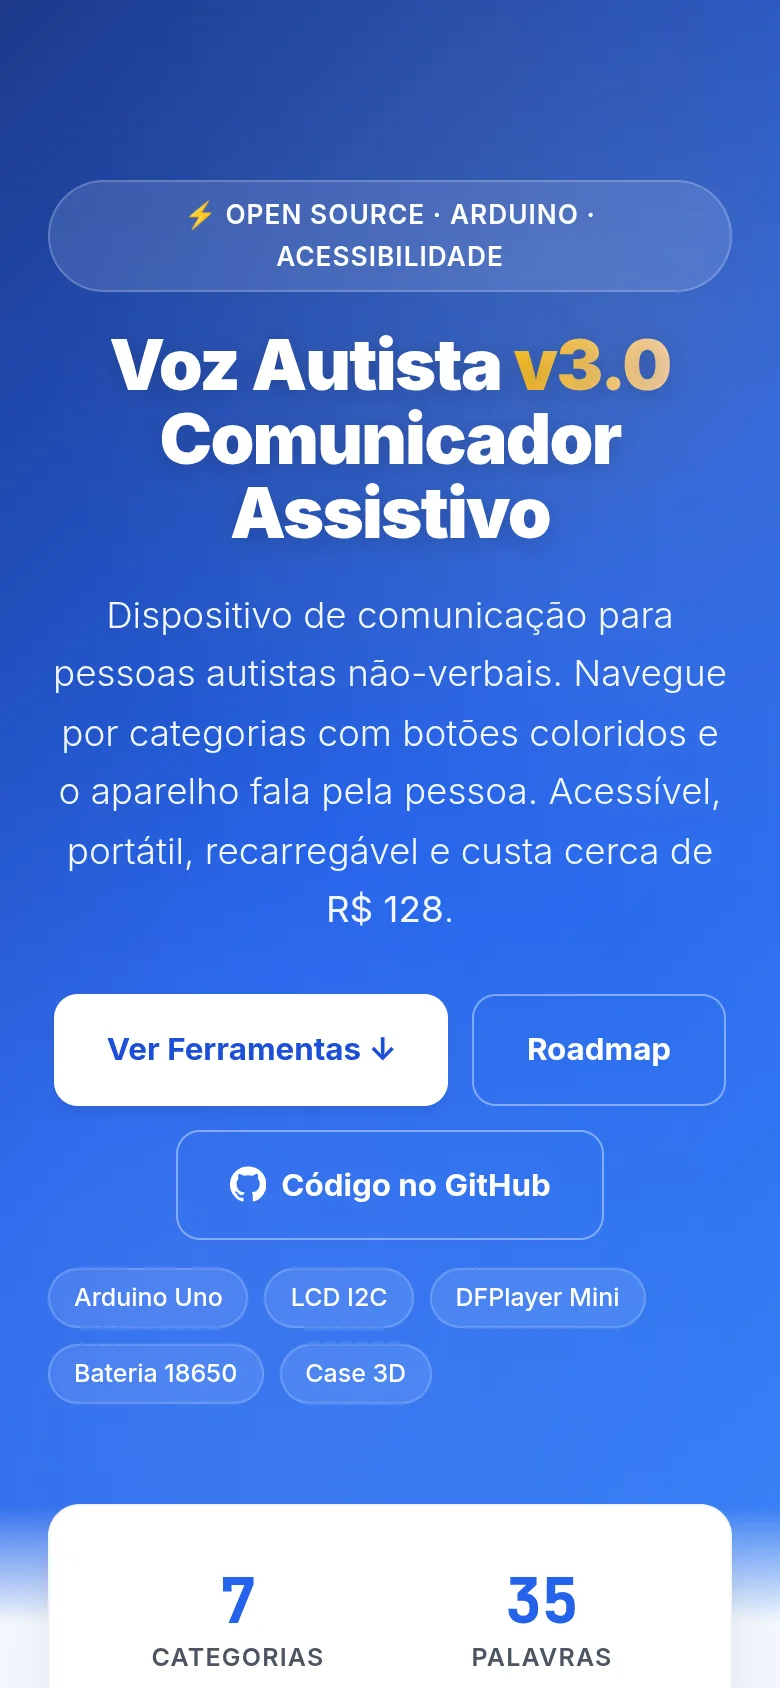 ⚡ OPEN SOURCE · ARDUINO ·
ACESSIBILIDADE
Voz Autista v3.0
Comunicador
Assistivo
Dispositivo de comunicação para
pessoas autistas não-verbais. Navegue
por categorias com botões coloridos e
o aparelho fala pela pessoa. Acessível,
portátil, recarregável e custa cerca de
R$ 128.
Ver Ferramentas ↓
Roadmap
Código no GitHub
Arduino Uno
LCD I2C
DFPlayer Mini
Bateria 18650
Case 3D
7
CATEGORIAS
35
PALAVRAS